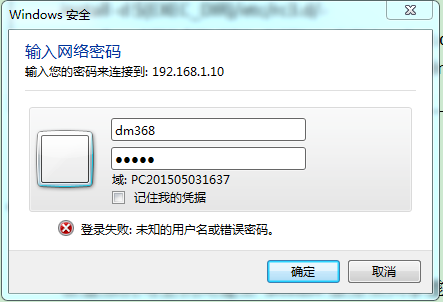 Windows 安全
输入网络密码
输入您的密码来连接到: 192.168.1.10
dm368
●●●●●
域: PC201505031637
记住我的凭据
登录失败: 未知的用户名或错误密码。
确定
取消